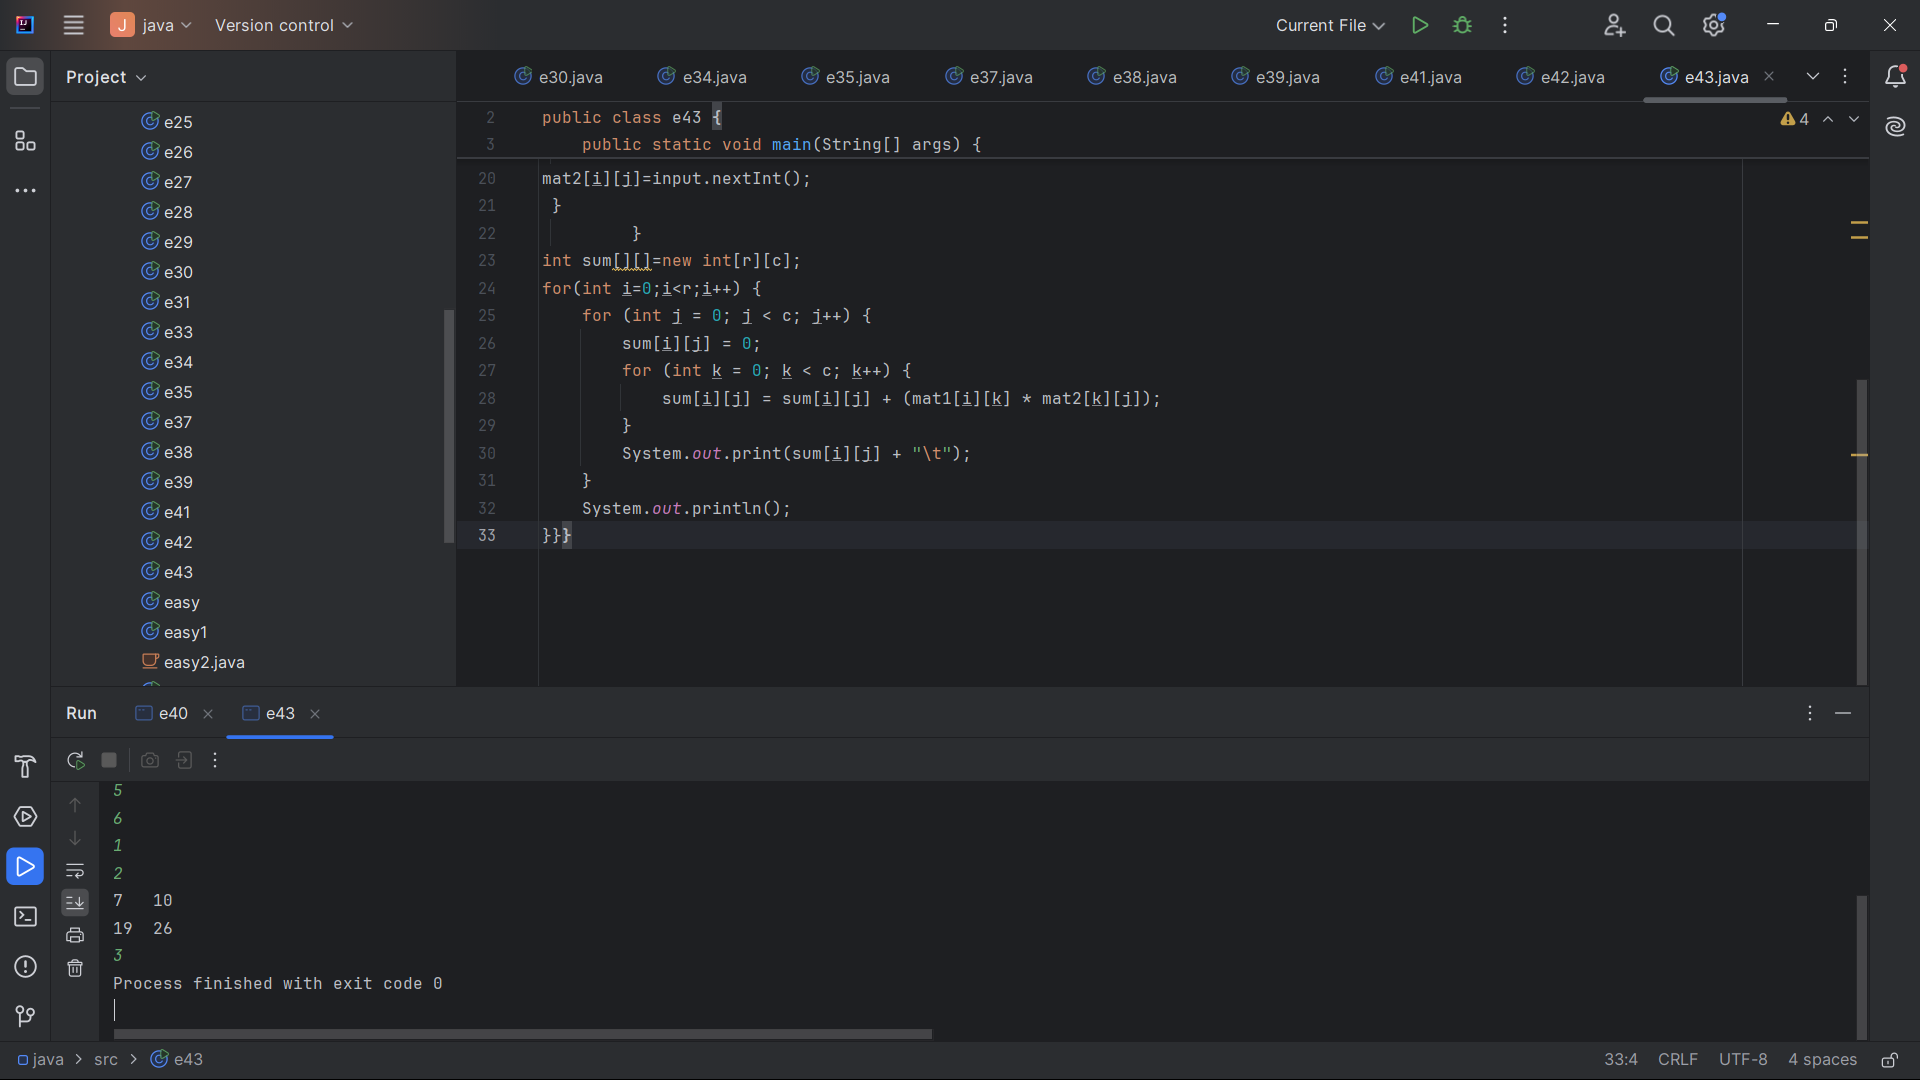 J java Version control Current File
Project
e30.java e34.java e35.java e37.java e38.java e39.java e41.java e42.java e43.java
e25
e26
e27
e28
e29
e30
e31
e33
e34
e35
e37
e38
e39
e41
e42
e43
easy
easy1
easy2.java
4
2 public class e43 {
3 public static void main(String[] args) {
20 mat2[i][j]=input.nextInt();
21 }
22 }
23 int sum[][]=new int[r][c];
24 for(int i=0;i<r;i++) {
25 for (int j = 0; j < c; j++) {
26 sum[i][j] = 0;
27 for (int k = 0; k < c; k++) {
28 sum[i][j] = sum[i][j] + (mat1[i][k] * mat2[k][j]);
29 }
30 System.out.print(sum[i][j] + "\t");
31 }
32 System.out.println();
33 }}}
Run e40 e43
5
6
1
2
7 10
19 26
3
Process finished with exit code 0
java > src > e43 33:4 CRLF UTF-8 4 spaces